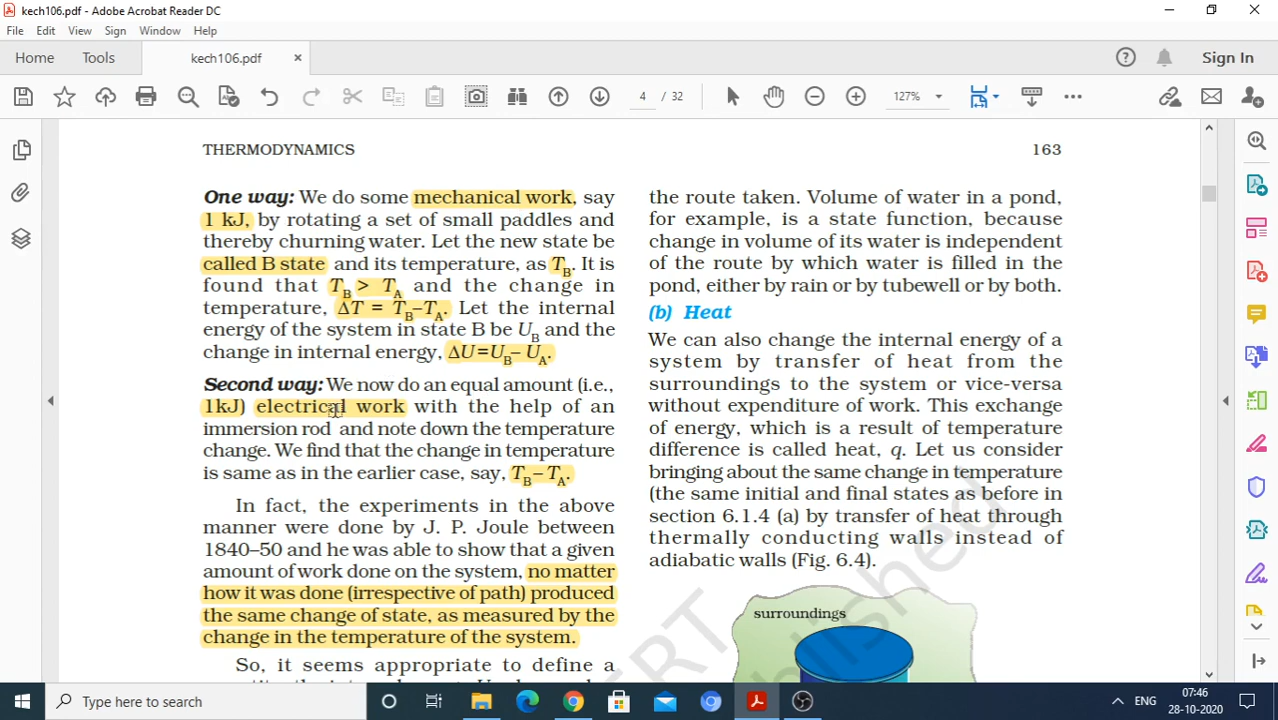 kech106.pdf - Adobe Acrobat Reader DC
File Edit View Sign Window Help
Home Tools kech106.pdf × Sign In
4 / 32 127%
THERMODYNAMICS 163
One way: We do some mechanical work, say
1 kJ, by rotating a set of small paddles and
thereby churning water. Let the new state be
called B state and its temperature, as TB. It is
found that TB > TA and the change in
temperature, ΔT = TB–TA. Let the internal
energy of the system in state B be UB and the
change in internal energy, ΔU=UB– UA.
Second way: We now do an equal amount (i.e.,
1kJ) electrical work with the help of an
immersion rod and note down the temperature
change. We find that the change in temperature
is same as in the earlier case, say, TB – TA.
In fact, the experiments in the above
manner were done by J. P. Joule between
1840–50 and he was able to show that a given
amount of work done on the system, no matter
how it was done (irrespective of path) produced
the same change of state, as measured by the
change in the temperature of the system.
So, it seems appropriate to define a
the route taken. Volume of water in a pond,
for example, is a state function, because
change in volume of its water is independent
of the route by which water is filled in the
pond, either by rain or by tubewell or by both.
(b) Heat
We can also change the internal energy of a
system by transfer of heat from the
surroundings to the system or vice-versa
without expenditure of work. This exchange
of energy, which is a result of temperature
difference is called heat, q. Let us consider
bringing about the same change in temperature
(the same initial and final states as before in
section 6.1.4 (a) by transfer of heat through
thermally conducting walls instead of
adiabatic walls (Fig. 6.4).
surroundings
Type here to search
ENG
07:46
28-10-2020